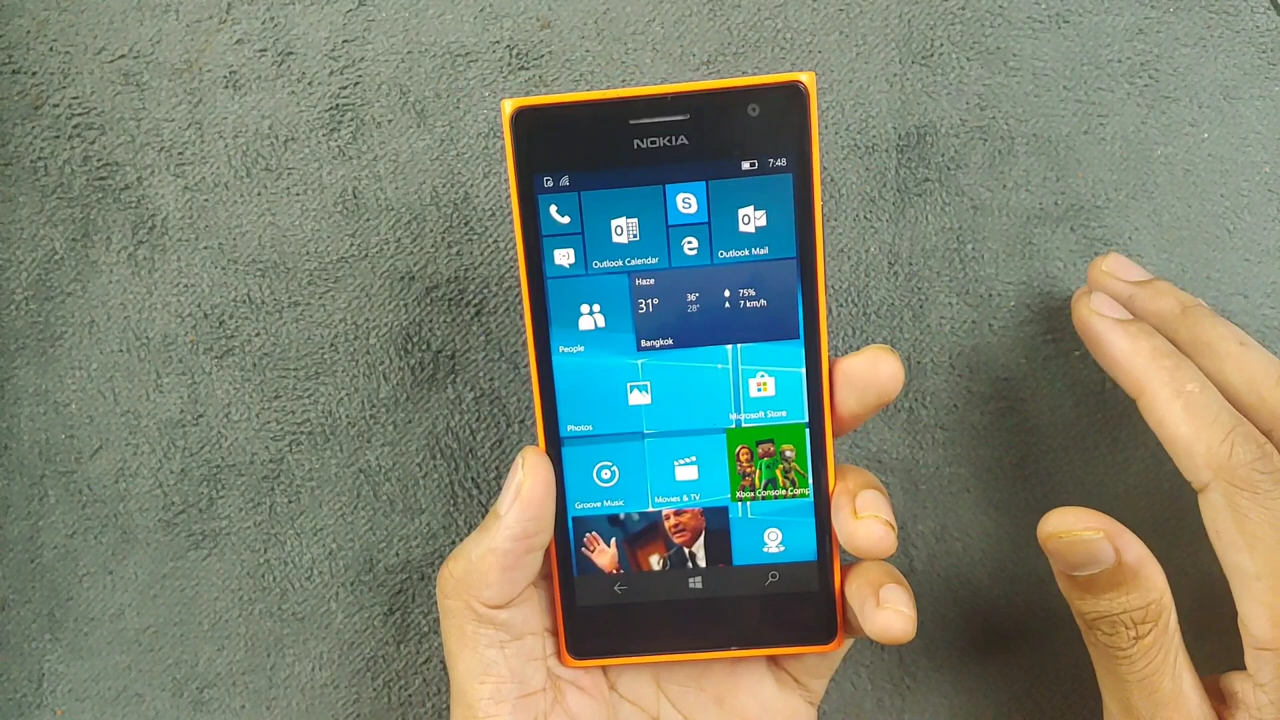 NOKIA
7:48
Outlook Calendar
Outlook Mail
Haze
31°
36°
28°
75%
7 km/h
Bangkok
People
Photos
Microsoft Store
Groove Music
Movies & TV
Xbox Console Comp